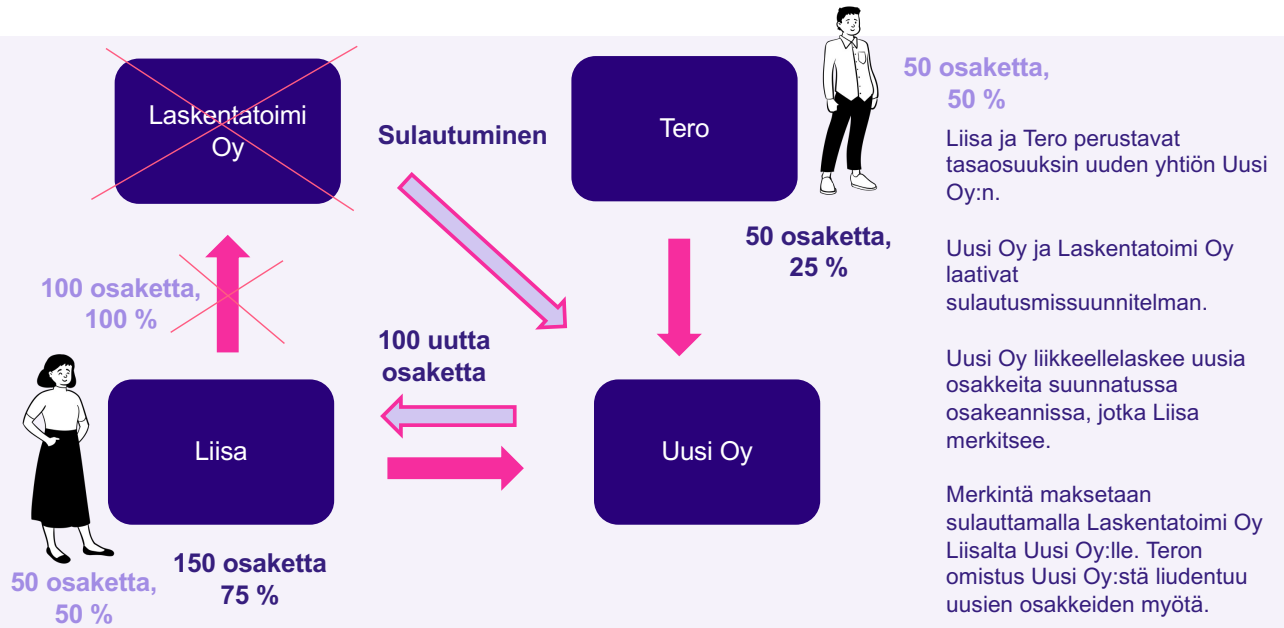 Laskentatoimi
Oy
Sulautuminen
Tero
50 osaketta,
50 %
50 osaketta,
25 %
100 osaketta,
100 %
100 uutta
osaketta
Liisa
Uusi Oy
150 osaketta
75 %
50 osaketta,
50 %
Liisa ja Tero perustavat
tasaosuuksin uuden yhtiön Uusi
Oy:n.
Uusi Oy ja Laskentatoimi Oy
laativat
sulautusmissuunnitelman.
Uusi Oy liikkeellelaskee uusia
osakkeita suunnatussa
osakeannissa, jotka Liisa
merkitsee.
Merkintä maksetaan
sulauttamalla Laskentatoimi Oy
Liisalta Uusi Oy:lle. Teron
omistus Uusi Oy:stä liudentuu
uusien osakkeiden myötä.